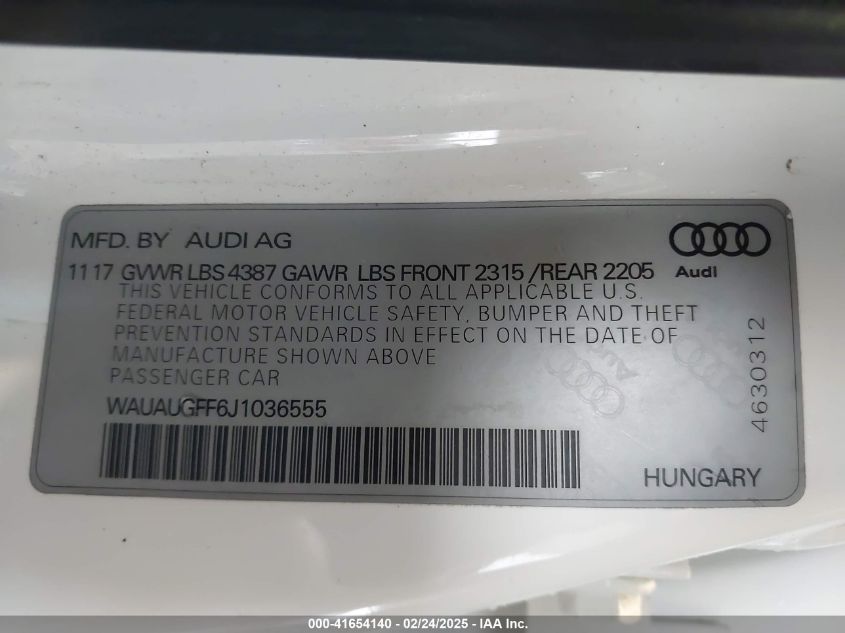 MFD. BY AUDI AG
11 17 GVWR LBS 4387 GAWR LBS FRONT 2315 /REAR 2205
Audi
THIS VEHICLE CONFORMS TO ALL APPLICABLE U.S.
FEDERAL MOTOR VEHICLE SAFETY, BUMPER AND THEFT
PREVENTION STANDARDS IN EFFECT ON THE DATE OF
MANUFACTURE SHOWN ABOVE
PASSENGER CAR
WAUAUGFF6J1036555
4630312
HUNGARY
000-41654140 - 02/24/2025 - IAA Inc.